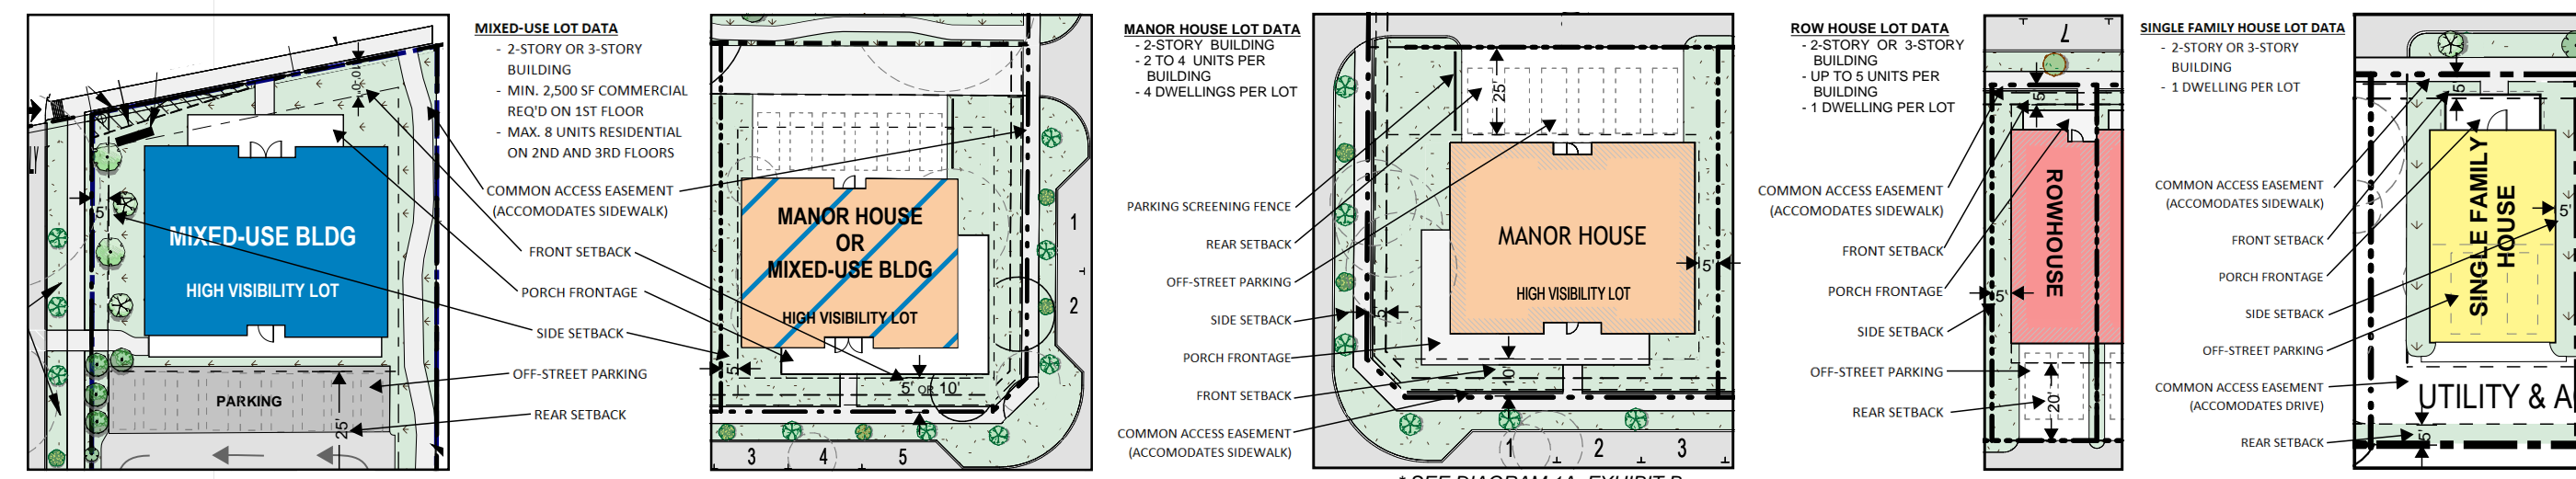 MIXED-USE LOT DATA
- 2-STORY OR 3-STORY
BUILDING
- MIN. 2,500 SF COMMERCIAL
REQ'D ON 1ST FLOOR
- MAX. 8 UNITS RESIDENTIAL
ON 2ND AND 3RD FLOORS
COMMON ACCESS EASEMENT
(ACCOMODATES SIDEWALK)
FRONT SETBACK
PORCH FRONTAGE
SIDE SETBACK
OFF-STREET PARKING
REAR SETBACK
10'
5'
MIXED-USE BLDG
HIGH VISIBILITY LOT
PARKING
25'
MANOR HOUSE
OR
MIXED-USE BLDG
HIGH VISIBILITY LOT
5'
5' OR 10'
1
2
3 4 5
MANOR HOUSE LOT DATA
- 2-STORY BUILDING
- 2 TO 4 UNITS PER
BUILDING
- 4 DWELLINGS PER LOT
PARKING SCREENING FENCE
REAR SETBACK
OFF-STREET PARKING
SIDE SETBACK
PORCH FRONTAGE
FRONT SETBACK
COMMON ACCESS EASEMENT
(ACCOMODATES SIDEWALK)
25'
MANOR HOUSE
HIGH VISIBILITY LOT
5'
5'
10'
1 2 3
* SEE DIAGRAM 1A, EXHIBIT B
ROW HOUSE LOT DATA
- 2-STORY OR 3-STORY
BUILDING
- UP TO 5 UNITS PER
BUILDING
- 1 DWELLING PER LOT
COMMON ACCESS EASEMENT
(ACCOMODATES SIDEWALK)
FRONT SETBACK
PORCH FRONTAGE
SIDE SETBACK
OFF-STREET PARKING
REAR SETBACK
7
5'
ROWHOUSE
5'
20'
SINGLE FAMILY HOUSE LOT DATA
- 2-STORY OR 3-STORY
BUILDING
- 1 DWELLING PER LOT
COMMON ACCESS EASEMENT
(ACCOMODATES SIDEWALK)
FRONT SETBACK
PORCH FRONTAGE
SIDE SETBACK
OFF-STREET PARKING
COMMON ACCESS EASEMENT
(ACCOMODATES DRIVE)
REAR SETBACK
5'
SINGLE FAMILY
HOUSE
5'
UTILITY & A
5'